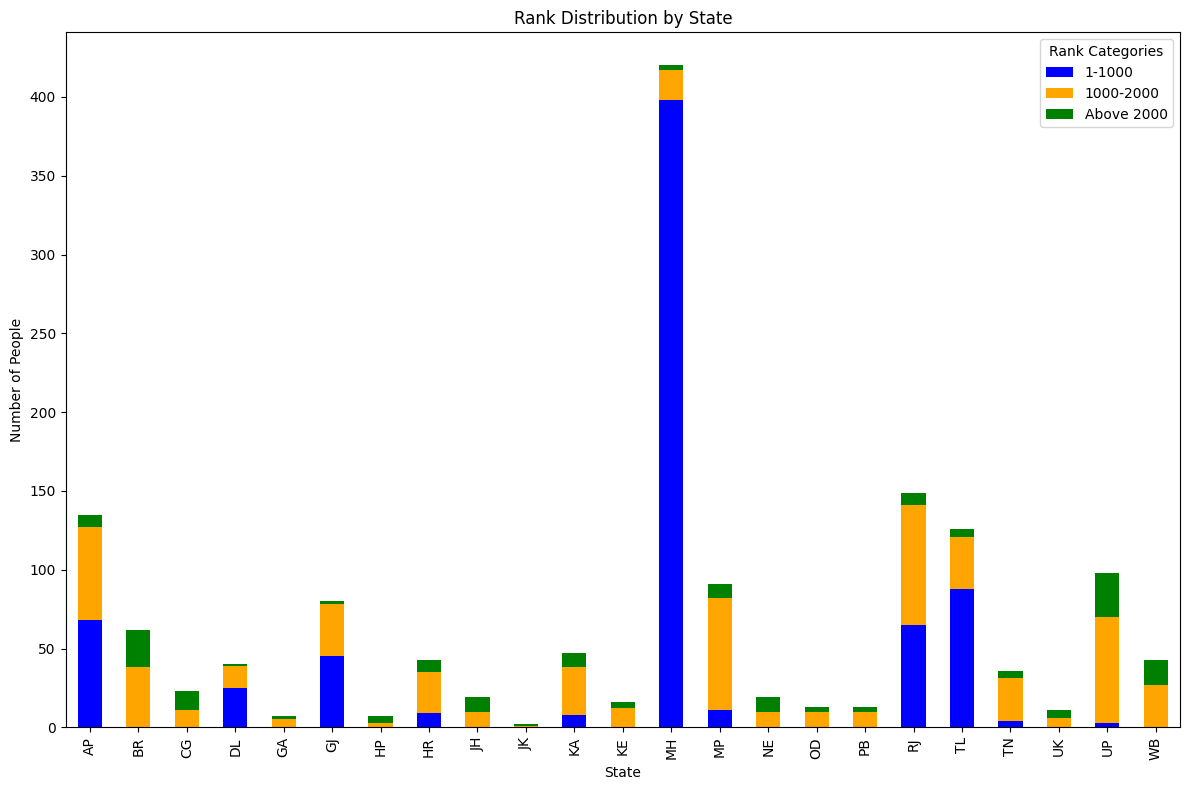 Rank Distribution by State
Rank Categories
1-1000
1000-2000
Above 2000
Number of People
400
350
300
250
200
150
100
50
0
AP BR CG DL GA GJ HP HR JH JK KA KE MH MP NE OD PB RJ TL TN UK UP WB
State